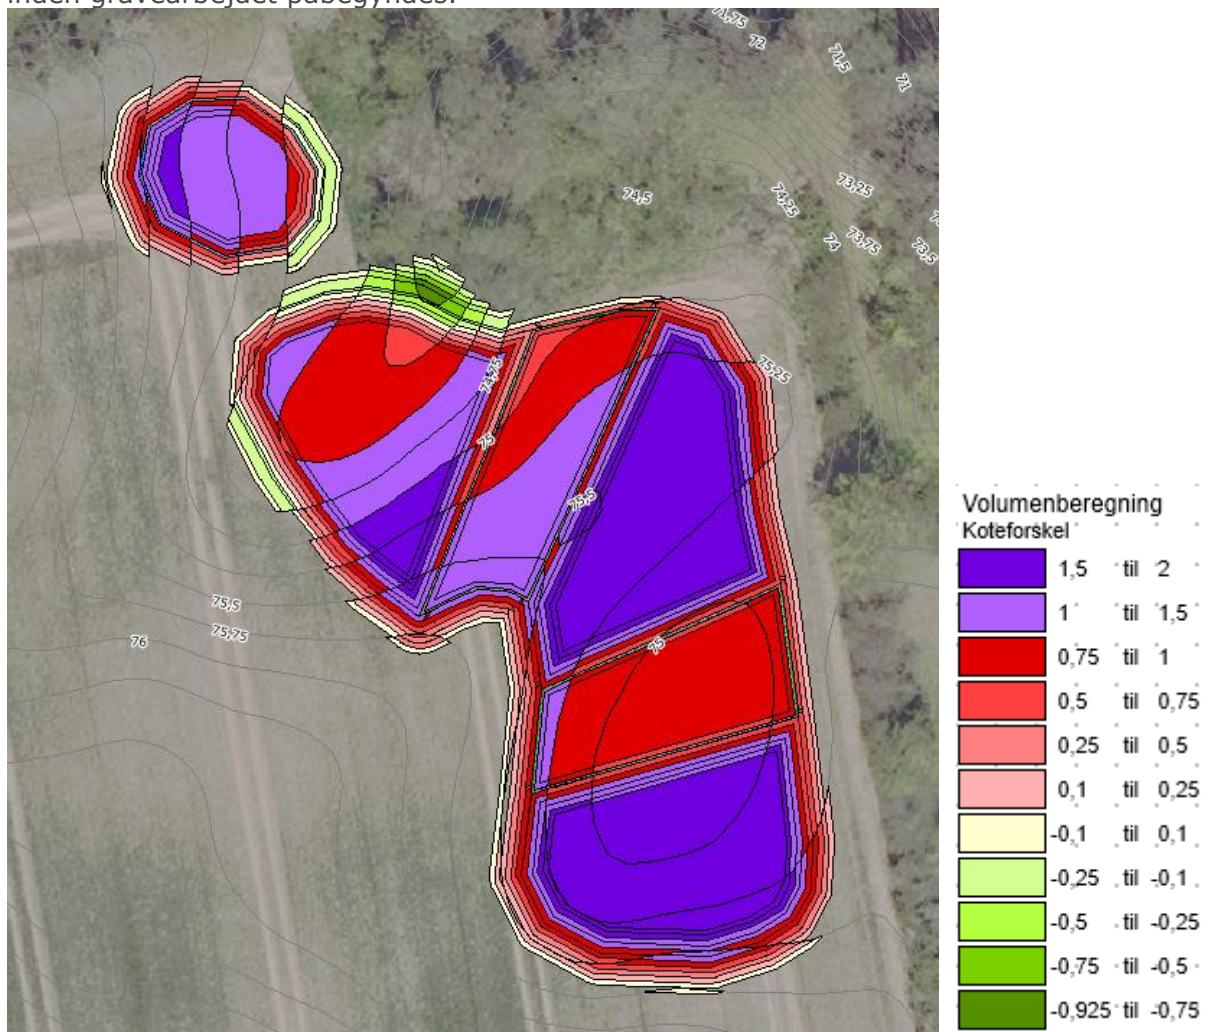 inden gravearbejdet påbegyndes.
71,75
72
71,5
71
74,5
74,25
73,25
74
73,75
73,5
75,25
74,75
75
75,5
75,5
75,75
76
75
Volumenberegning
Koteforskel
1,5 til 2
1 til 1,5
0,75 til 1
0,5 til 0,75
0,25 til 0,5
0,1 til 0,25
-0,1 til 0,1
-0,25 til -0,1
-0,5 til -0,25
-0,75 til -0,5
-0,925 til -0,75